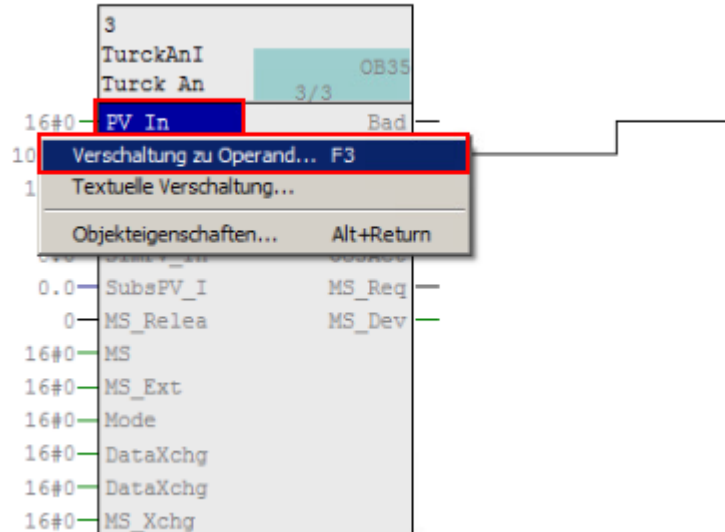 3
TurckAnI
Turck An
OB35
3/3
16#0 PV In Bad
10
Verschaltung zu Operand... F3
1 Textuelle Verschaltung...
Objekteigenschaften... Alt+Return
0.0 SubsPV_I MS_Req
0 MS_Relea MS_Dev
16#0 MS
16#0 MS_Ext
16#0 Mode
16#0 DataXchg
16#0 DataXchg
16#0 MS_Xchg